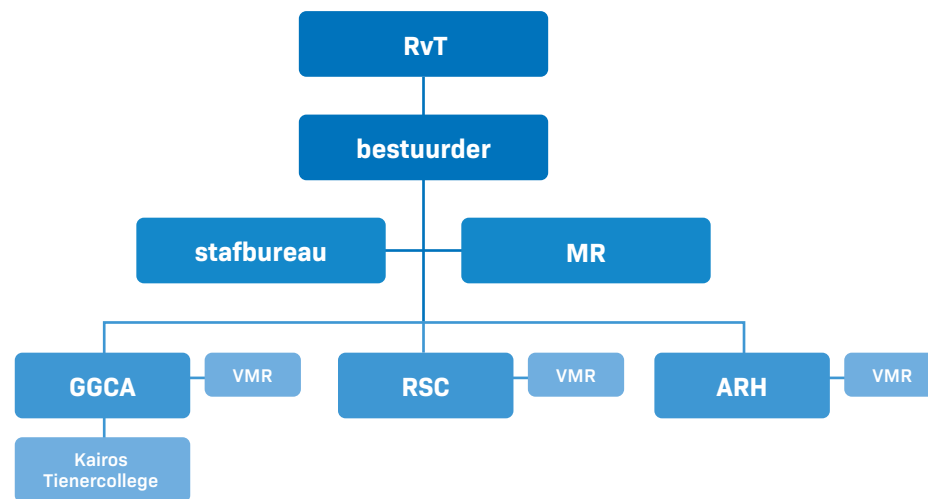 RvT
bestuurder
stafbureau
MR
GGCA
VMR
RSC
VMR
ARH
VMR
Kairos
Tienercollege